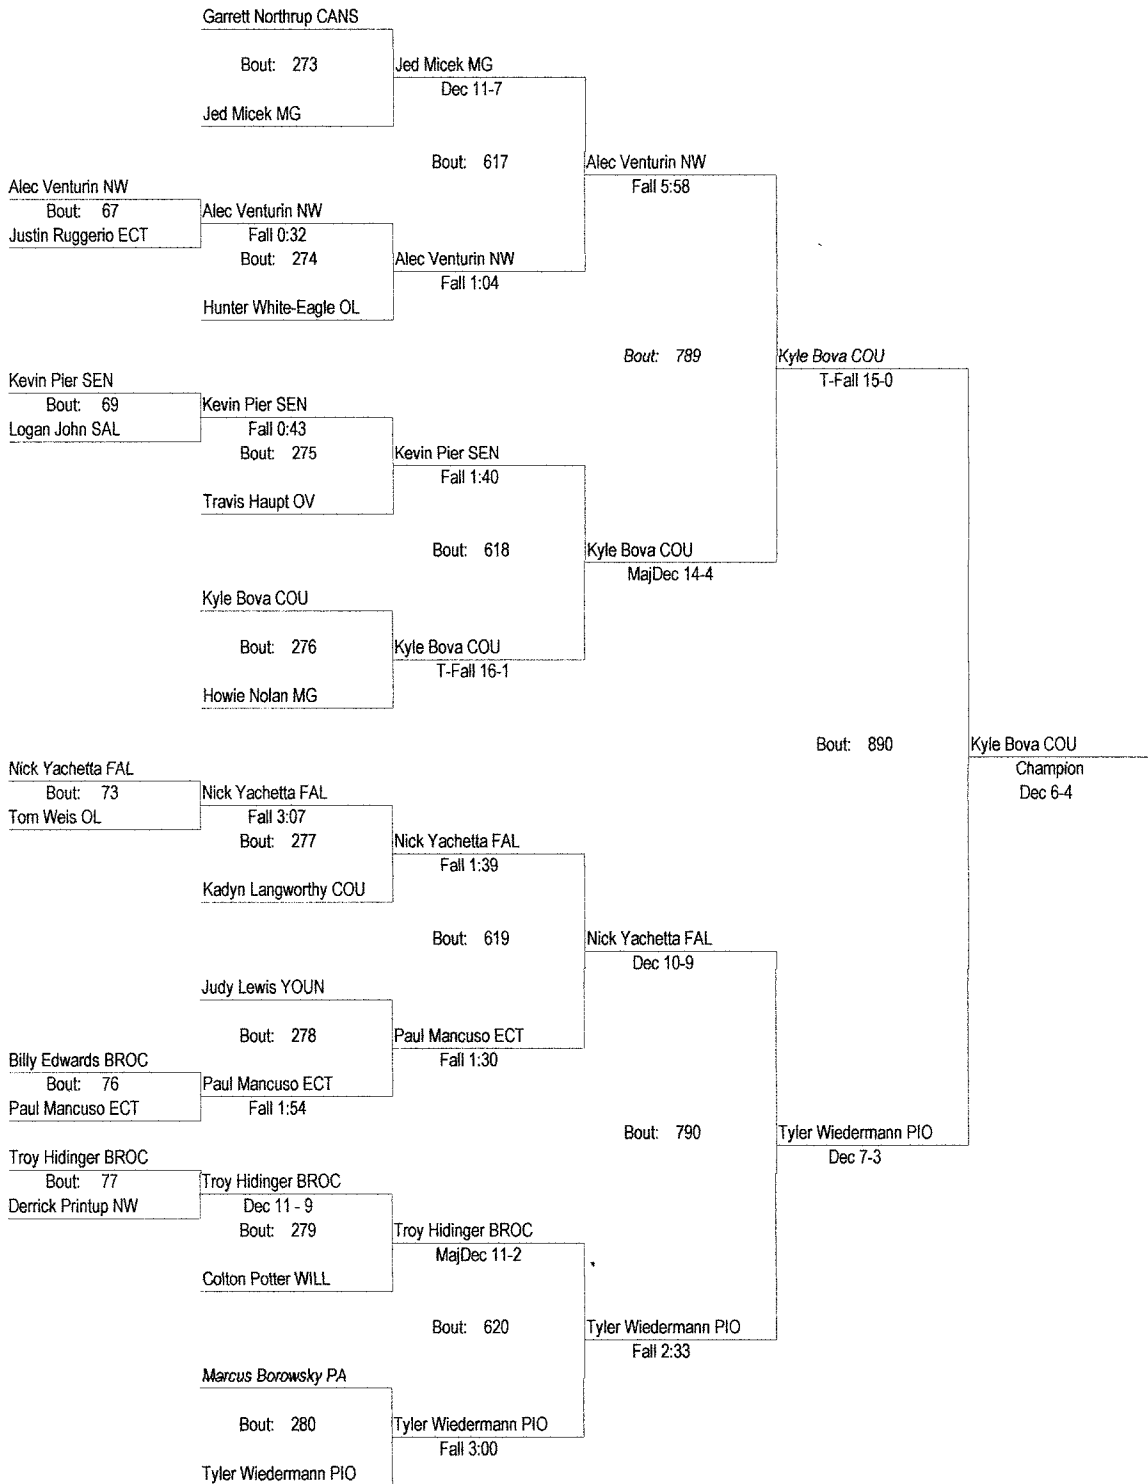 Garrett Northrup CANS
Bout: 273
Jed Micek MG
Dec 11-7
Jed Micek MG
Bout: 617
Alec Venturin NW
Fall 5:58
Alec Venturin NW
Bout: 67
Justin Ruggerio ECT
Alec Venturin NW
Fall 0:32
Bout: 274
Alec Venturin NW
Fall 1:04
Hunter White-Eagle OL
Bout: 789
Kyle Bova COU
T-Fall 15-0
Kevin Pier SEN
Bout: 69
Logan John SAL
Kevin Pier SEN
Fall 0:43
Bout: 275
Kevin Pier SEN
Fall 1:40
Travis Haupt OV
Bout: 618
Kyle Bova COU
MajDec 14-4
Kyle Bova COU
Bout: 276
Kyle Bova COU
T-Fall 16-1
Howie Nolan MG
Bout: 890
Kyle Bova COU
Champion
Dec 6-4
Nick Yachetta FAL
Bout: 73
Tom Weis OL
Nick Yachetta FAL
Fall 3:07
Bout: 277
Nick Yachetta FAL
Fall 1:39
Kadyn Langworthy COU
Bout: 619
Nick Yachetta FAL
Dec 10-9
Judy Lewis YOUN
Bout: 278
Paul Mancuso ECT
Fall 1:30
Billy Edwards BROC
Bout: 76
Paul Mancuso ECT
Paul Mancuso ECT
Fall 1:54
Bout: 790
Tyler Wiedermann PIO
Dec 7-3
Troy Hidinger BROC
Bout: 77
Derrick Printup NW
Troy Hidinger BROC
Dec 11 - 9
Bout: 279
Troy Hidinger BROC
MajDec 11-2
Colton Potter WILL
Bout: 620
Tyler Wiedermann PIO
Fall 2:33
Marcus Borowsky PA
Bout: 280
Tyler Wiedermann PIO
Fall 3:00
Tyler Wiedermann PIO